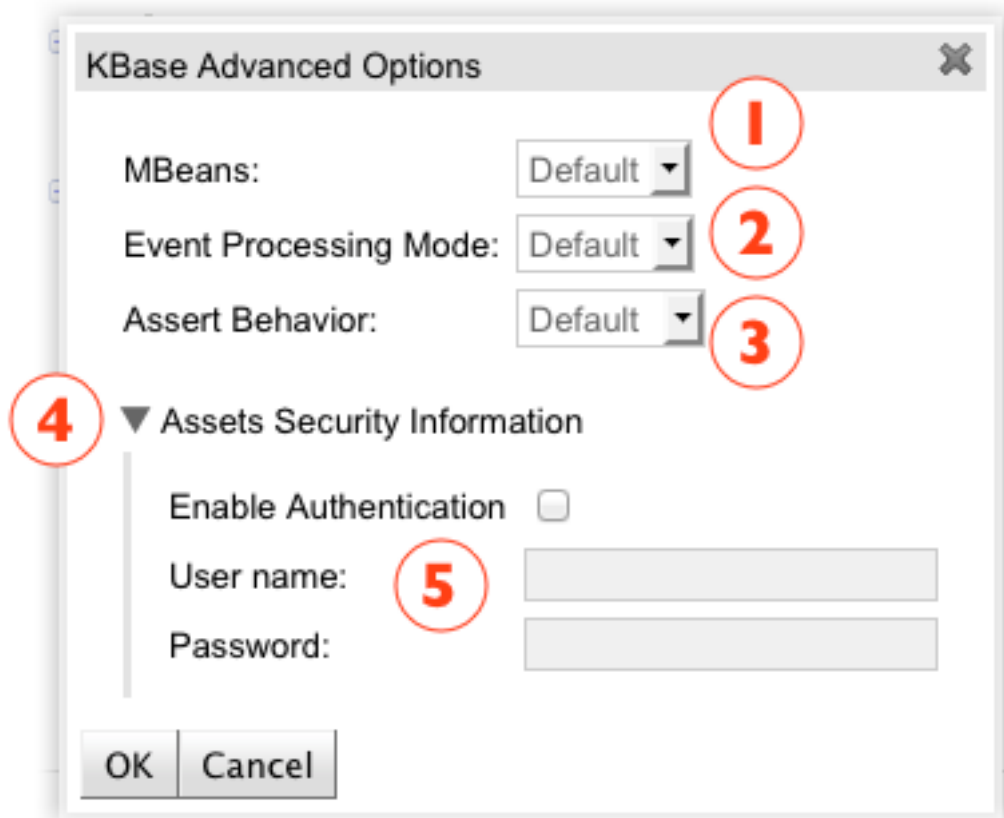 KBase Advanced Options
1
MBeans: Default
2
Event Processing Mode: Default
Assert Behavior: Default
3
4
Assets Security Information
Enable Authentication
5
User name:
Password:
OK Cancel